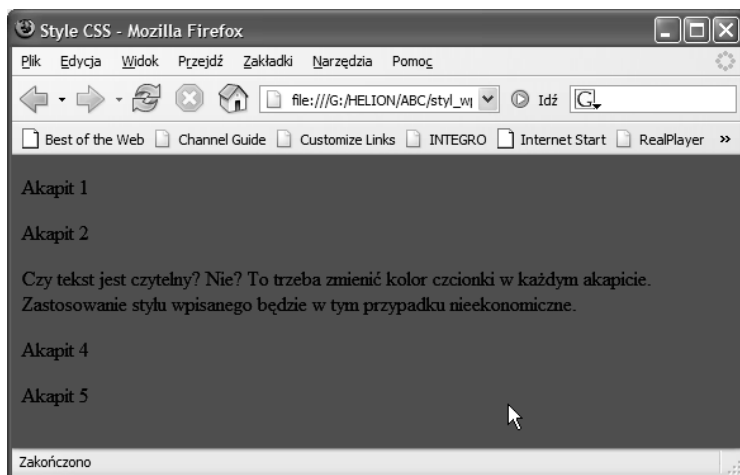 Style CSS - Mozilla Firefox
Plik Edycja Widok Przejdź Zakładki Narzędzia Pomoc
file:///G:/HELION/ABC/styl_wp Idź G
Best of the Web Channel Guide Customize Links INTEGRO Internet Start RealPlayer »
Akapit 1
Akapit 2
Czy tekst jest czytelny? Nie? To trzeba zmienić kolor czcionki w każdym akapicie.
Zastosowanie stylu wpisanego będzie w tym przypadku nieekonomiczne.
Akapit 4
Akapit 5
Zakończono